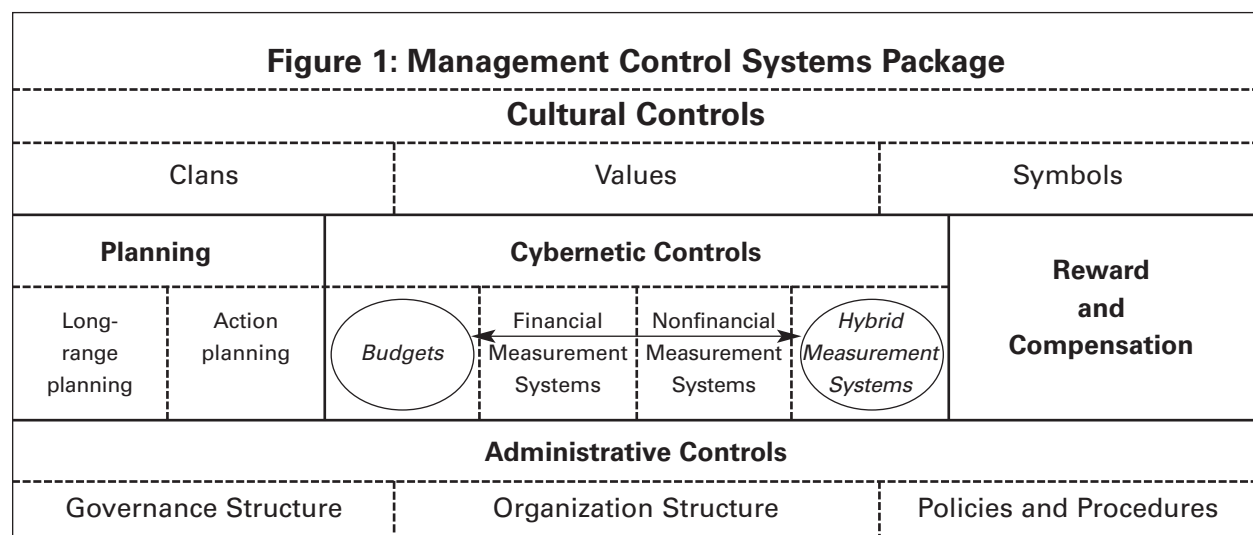 Figure 1: Management Control Systems Package
Cultural Controls
Clans
Values
Symbols
Planning
Long-
range
planning
Action
planning
Cybernetic Controls
Budgets
Financial
Measurement
Systems
Nonfinancial
Measurement
Systems
Hybrid
Measurement
Systems
Reward
and
Compensation
Administrative Controls
Governance Structure
Organization Structure
Policies and Procedures